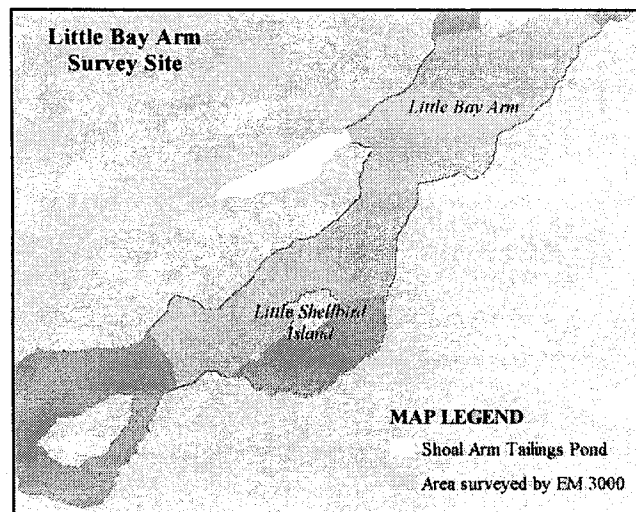 Little Bay Arm
Survey Site
Little Bay Arm
Little Shellbird
Island
MAP LEGEND
Shoal Arm Tailings Pond
Area surveyed by EM 3000